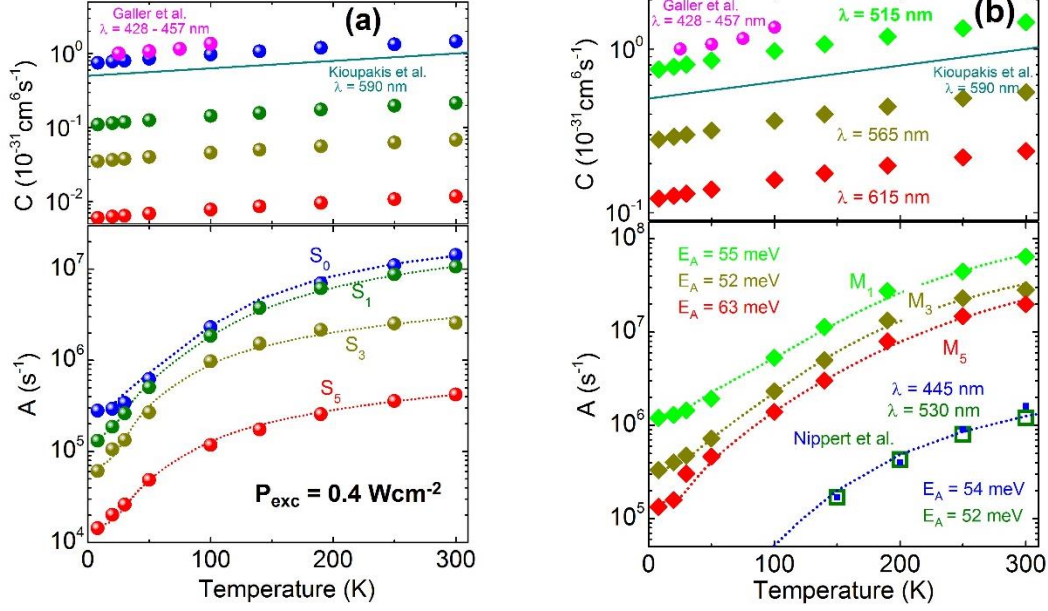 (a)
Galler et al.
λ = 428 - 457 nm
10⁰
10⁻¹
10⁻²
C (10⁻³¹cm⁶s⁻¹)
Kioupakis et al.
λ = 590 nm
10⁷
10⁶
10⁵
10⁴
A (s⁻¹)
S₀
S₁
S₃
S₅
P_exc = 0.4 Wcm⁻²
0 100 200 300
Temperature (K)
(b)
Galler et al.
λ = 428 - 457 nm
λ = 515 nm
10⁰
10⁻¹
C (10⁻³¹cm⁶s⁻¹)
Kioupakis et al.
λ = 590 nm
λ = 565 nm
λ = 615 nm
10⁸
10⁷
10⁶
10⁵
A (s⁻¹)
E_A = 55 meV
E_A = 52 meV
E_A = 63 meV
M₁
M₃
M₅
λ = 445 nm
λ = 530 nm
Nippert et al.
E_A = 54 meV
E_A = 52 meV
0 100 200 300
Temperature (K)